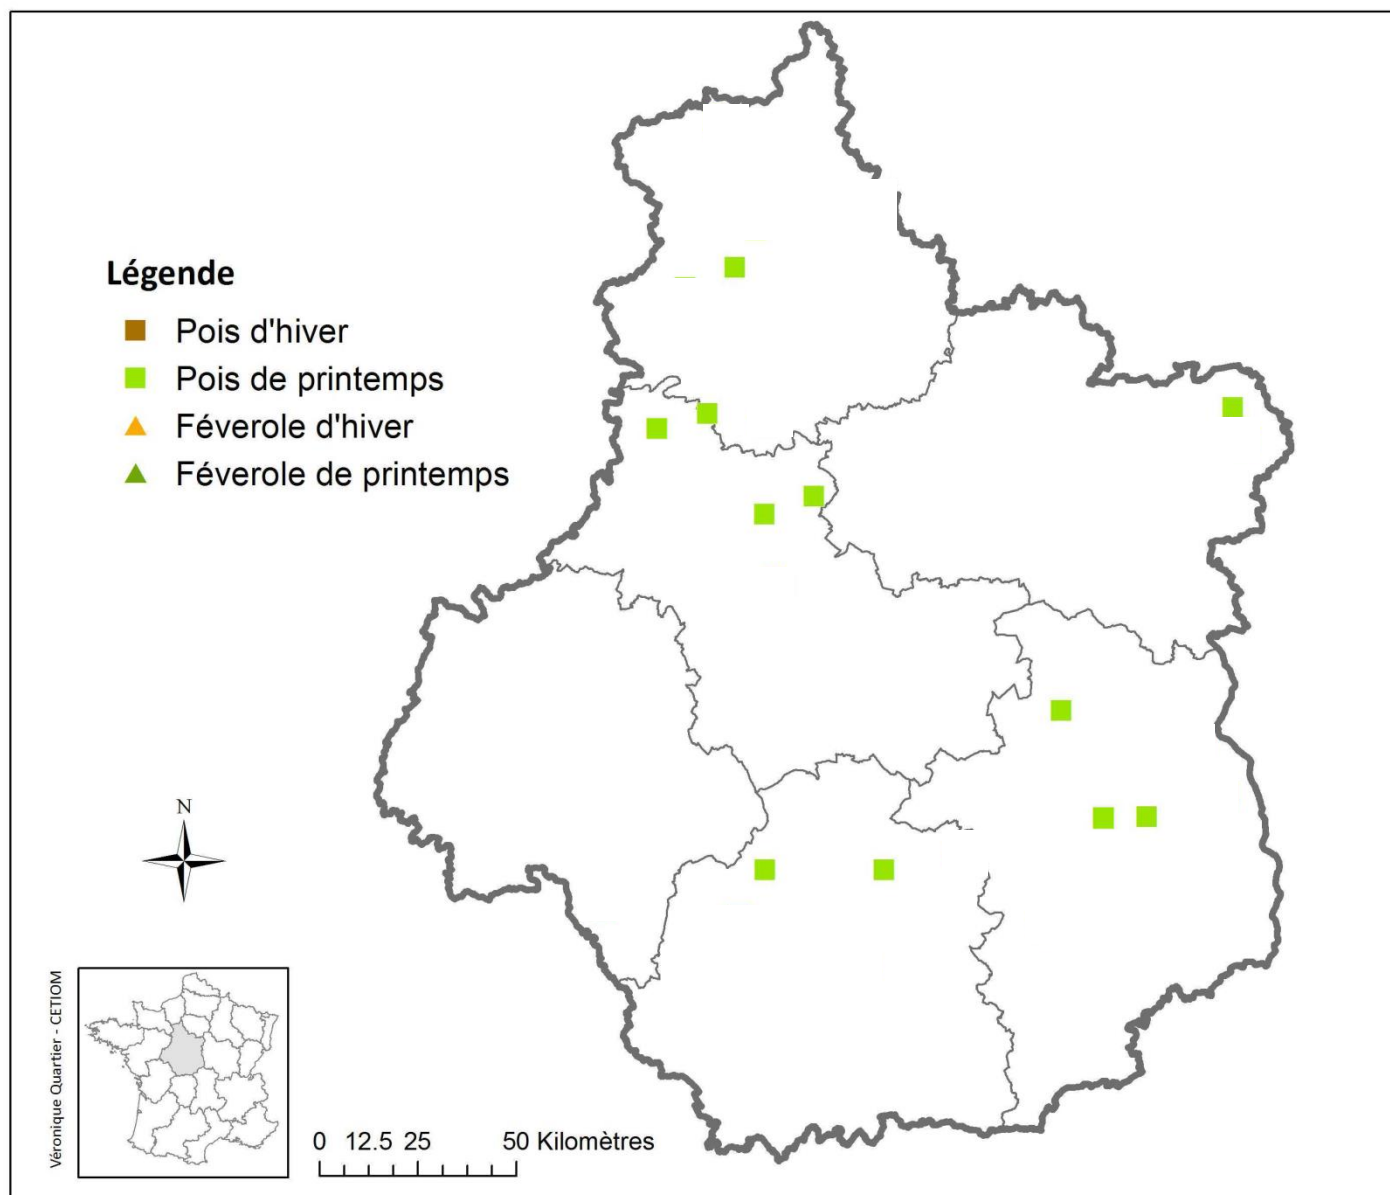 Légende
Pois d'hiver
Pois de printemps
Féverole d'hiver
Féverole de printemps
N
Véronique Quartier - CETIOM
0 12.5 25 50 Kilomètres